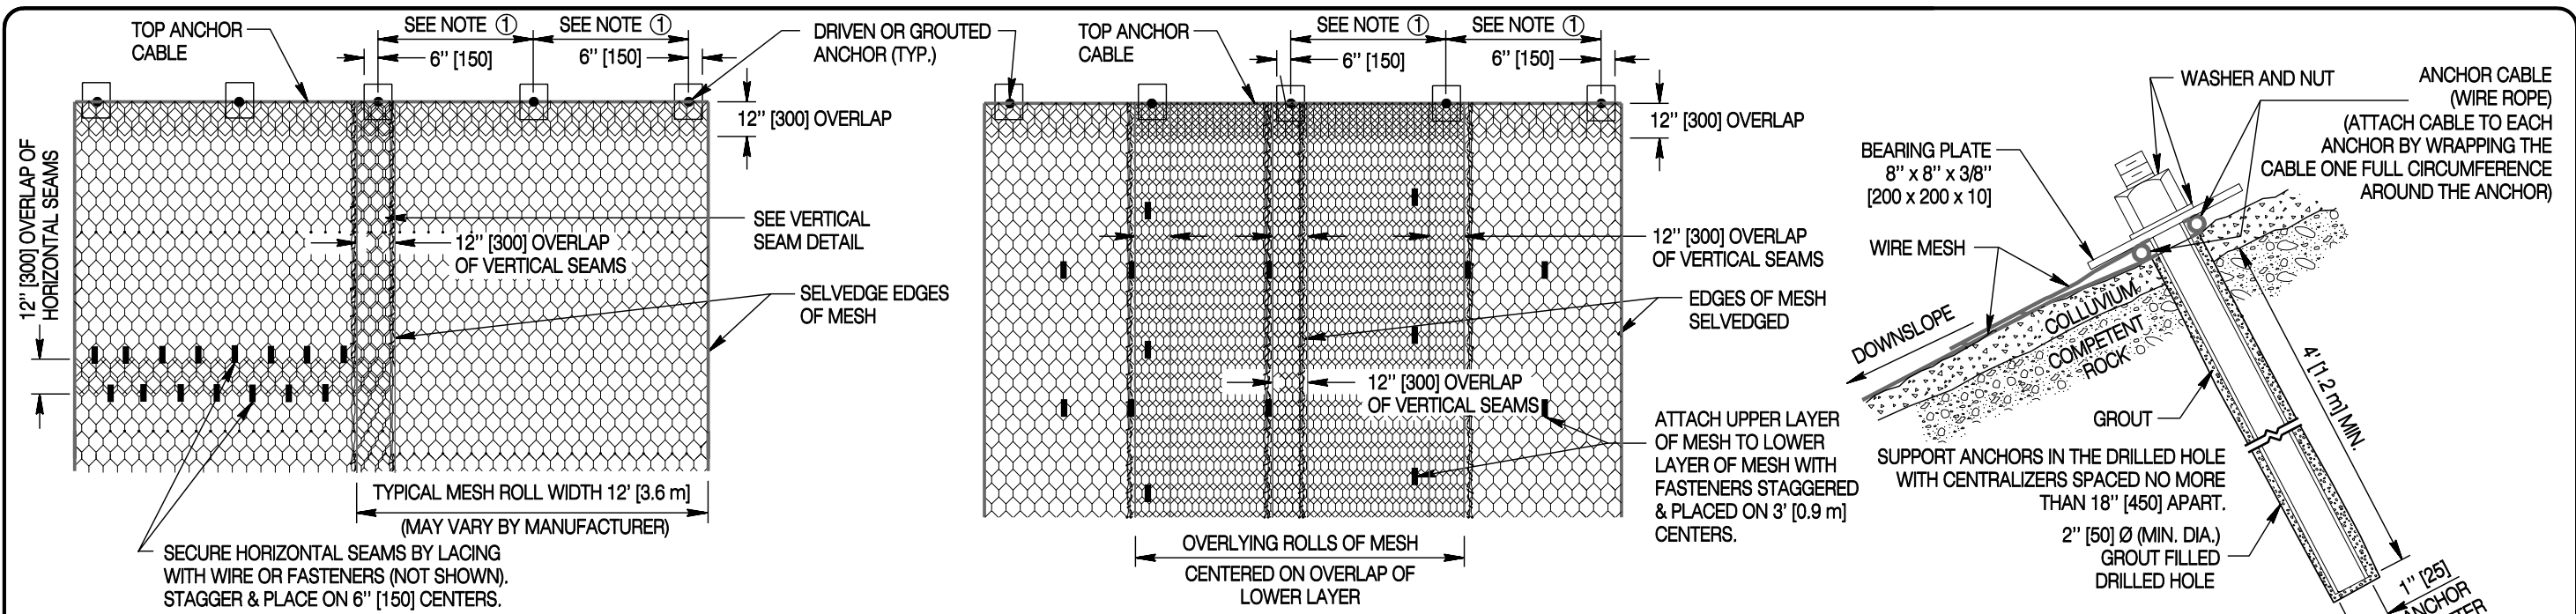 TOP ANCHOR
CABLE
SEE NOTE ①
SEE NOTE ①
6" [150]
6" [150]
DRIVEN OR GROUTED
ANCHOR (TYP.)
12" [300] OVERLAP
12" [300] OVERLAP OF
HORIZONTAL SEAMS
SEE VERTICAL
SEAM DETAIL
12" [300] OVERLAP
OF VERTICAL SEAMS
SELVEDGE EDGES
OF MESH
TYPICAL MESH ROLL WIDTH 12' [3.6 m]
(MAY VARY BY MANUFACTURER)
SECURE HORIZONTAL SEAMS BY LACING
WITH WIRE OR FASTENERS (NOT SHOWN).
STAGGER & PLACE ON 6" [150] CENTERS.
TOP ANCHOR
CABLE
SEE NOTE ①
SEE NOTE ①
6" [150]
6" [150]
12" [300] OVERLAP
12" [300] OVERLAP
OF VERTICAL SEAMS
EDGES OF MESH
SELVEDGED
12" [300] OVERLAP
OF VERTICAL SEAMS
ATTACH UPPER LAYER
OF MESH TO LOWER
LAYER OF MESH WITH
FASTENERS STAGGERED
& PLACED ON 3' [0.9 m]
CENTERS.
OVERLYING ROLLS OF MESH
CENTERED ON OVERLAP OF
LOWER LAYER
WASHER AND NUT
ANCHOR CABLE
(WIRE ROPE)
(ATTACH CABLE TO EACH
ANCHOR BY WRAPPING THE
CABLE ONE FULL CIRCUMFERENCE
AROUND THE ANCHOR)
BEARING PLATE
8" x 8" x 3/8"
[200 x 200 x 10]
WIRE MESH
DOWNSLOPE
COLLUVIUM
COMPETENT
ROCK
4' [1.2 m] MIN.
GROUT
SUPPORT ANCHORS IN THE DRILLED HOLE
WITH CENTRALIZERS SPACED NO MORE
THAN 18" [450] APART.
2" [50] Ø (MIN. DIA.)
GROUT FILLED
DRILLED HOLE
1" [25]
ANCHOR